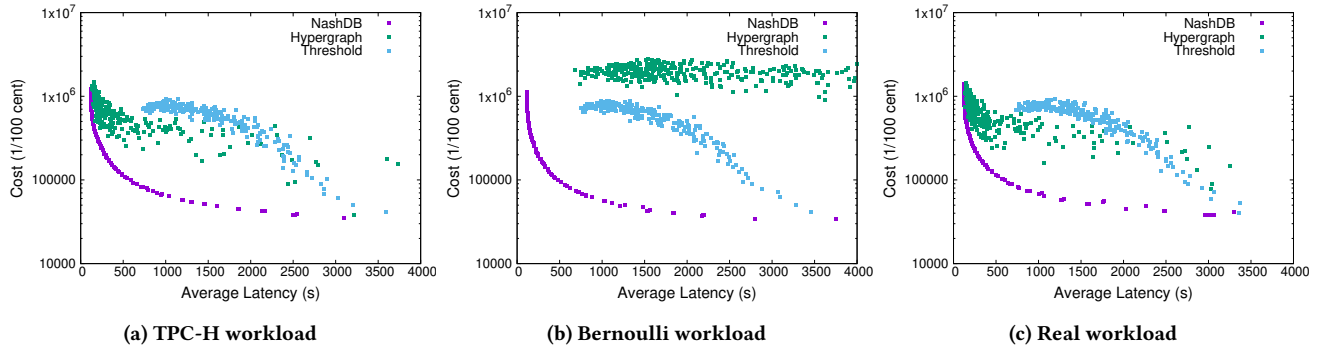 1x10^7
1x10^6
100000
10000
Cost (1/100 cent)
NashDB
Hypergraph
Threshold
0 500 1000 1500 2000 2500 3000 3500 4000
Average Latency (s)
(a) TPC-H workload
1x10^7
1x10^6
100000
10000
Cost (1/100 cent)
NashDB
Hypergraph
Threshold
0 500 1000 1500 2000 2500 3000 3500 4000
Average Latency (s)
(b) Bernoulli workload
1x10^7
1x10^6
100000
10000
Cost (1/100 cent)
NashDB
Hypergraph
Threshold
0 500 1000 1500 2000 2500 3000 3500 4000
Average Latency (s)
(c) Real workload